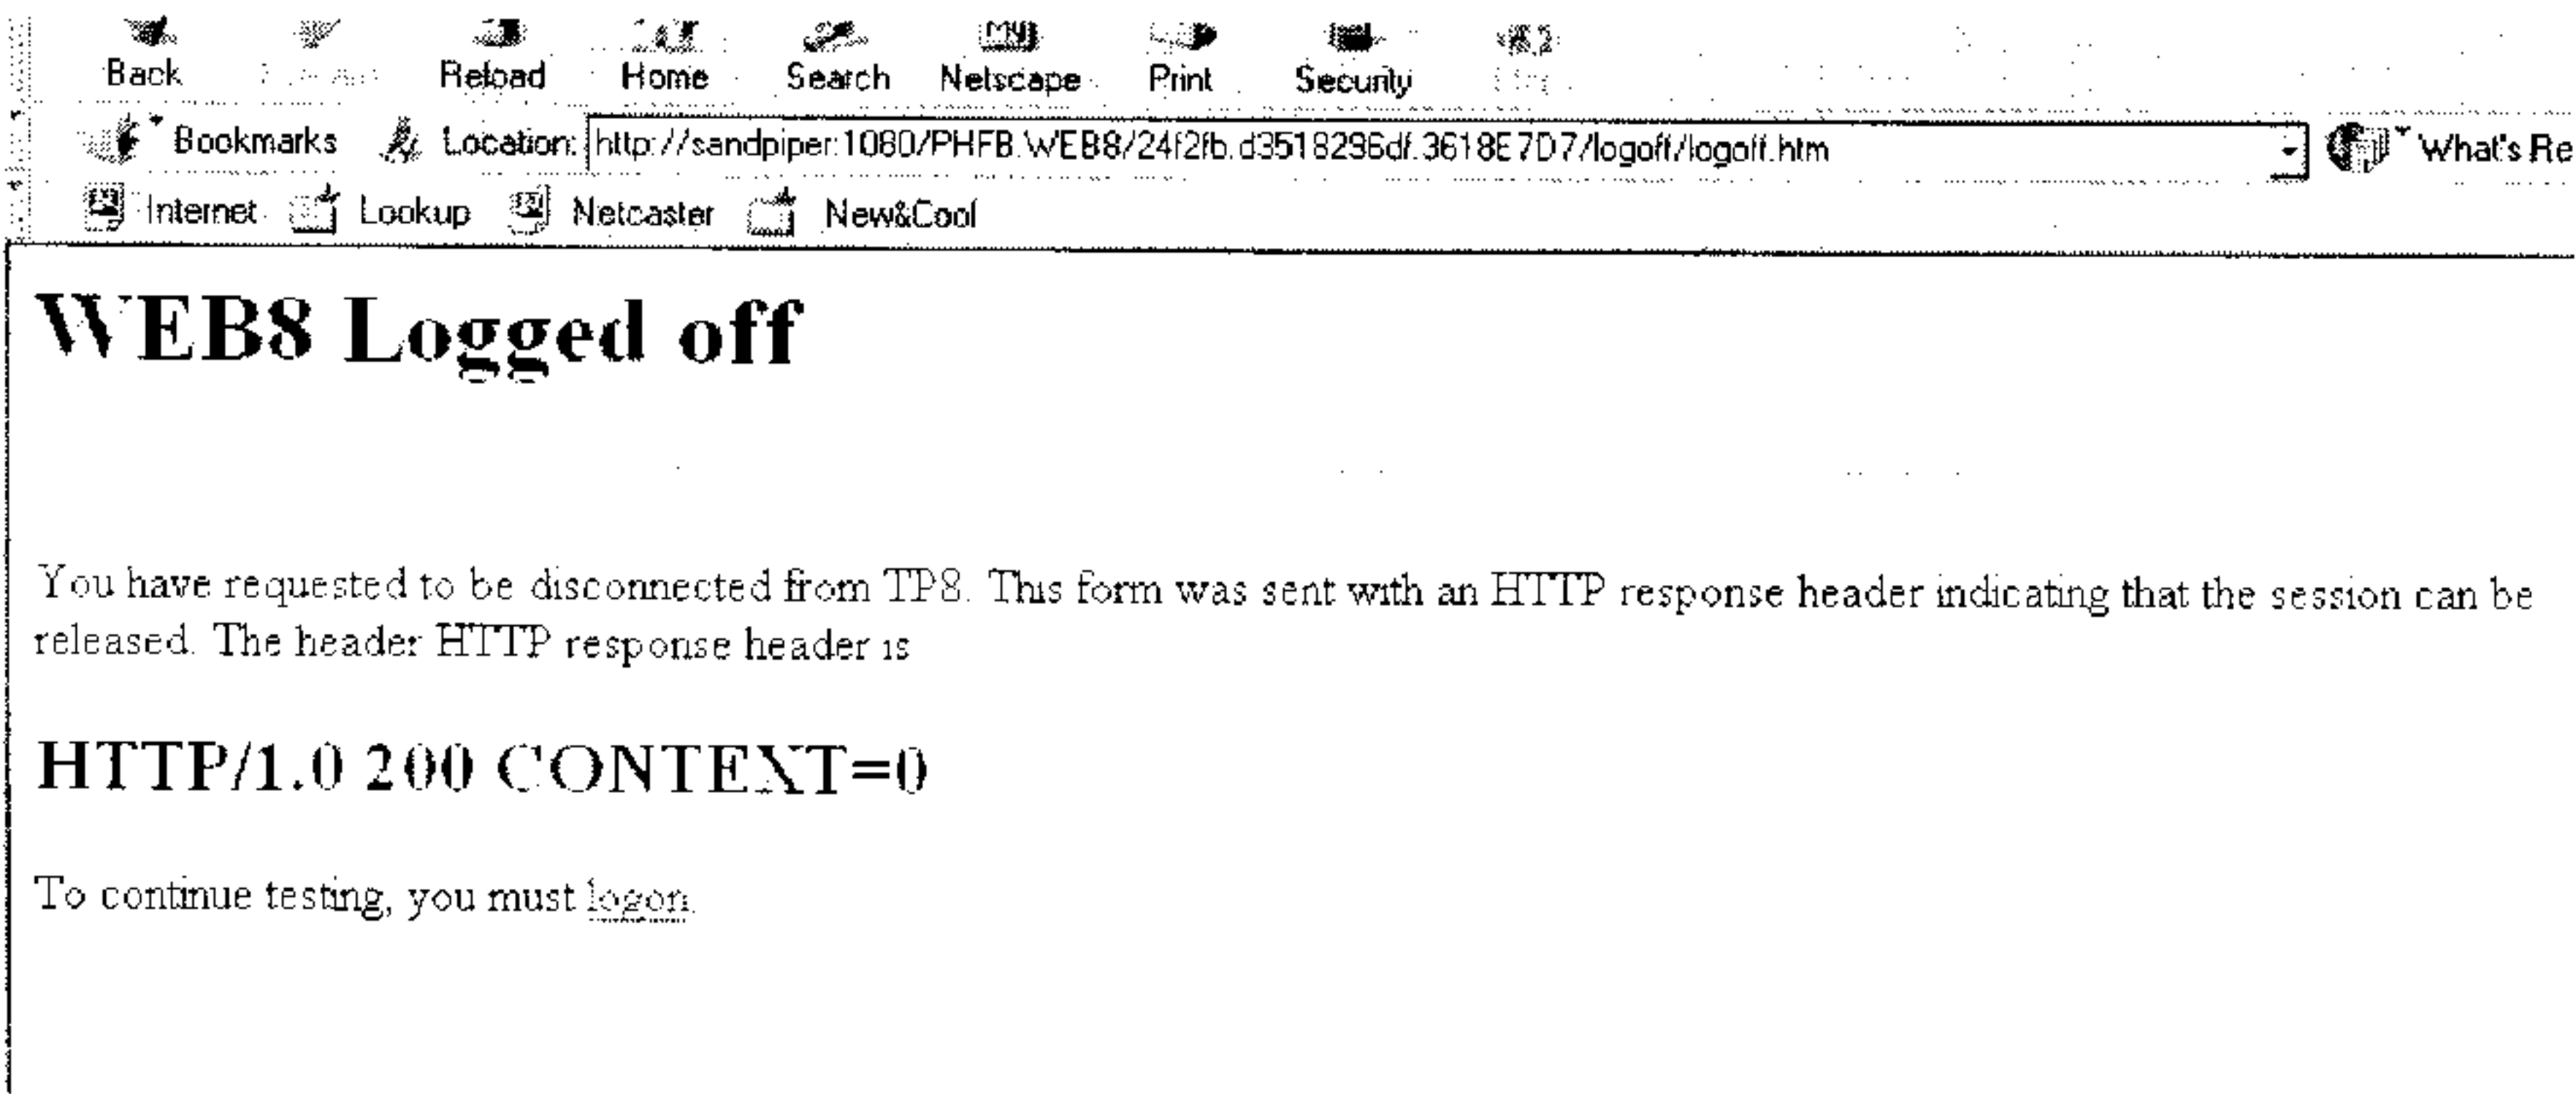 Back Reload Home Search Netscape Print Security
Bookmarks Location: http://sandpiper:1080/PHFB.WEB8/24f2fb.d3518296df.3618E7D7/logoff/logoff.htm What's Re
Internet Lookup Netcaster New&Cool
WEB8 Logged off
You have requested to be disconnected from TP8. This form was sent with an HTTP response header indicating that the session can be
released. The header HTTP response header is
HTTP/1.0 200 CONTEXT=0
To continue testing, you must logon.